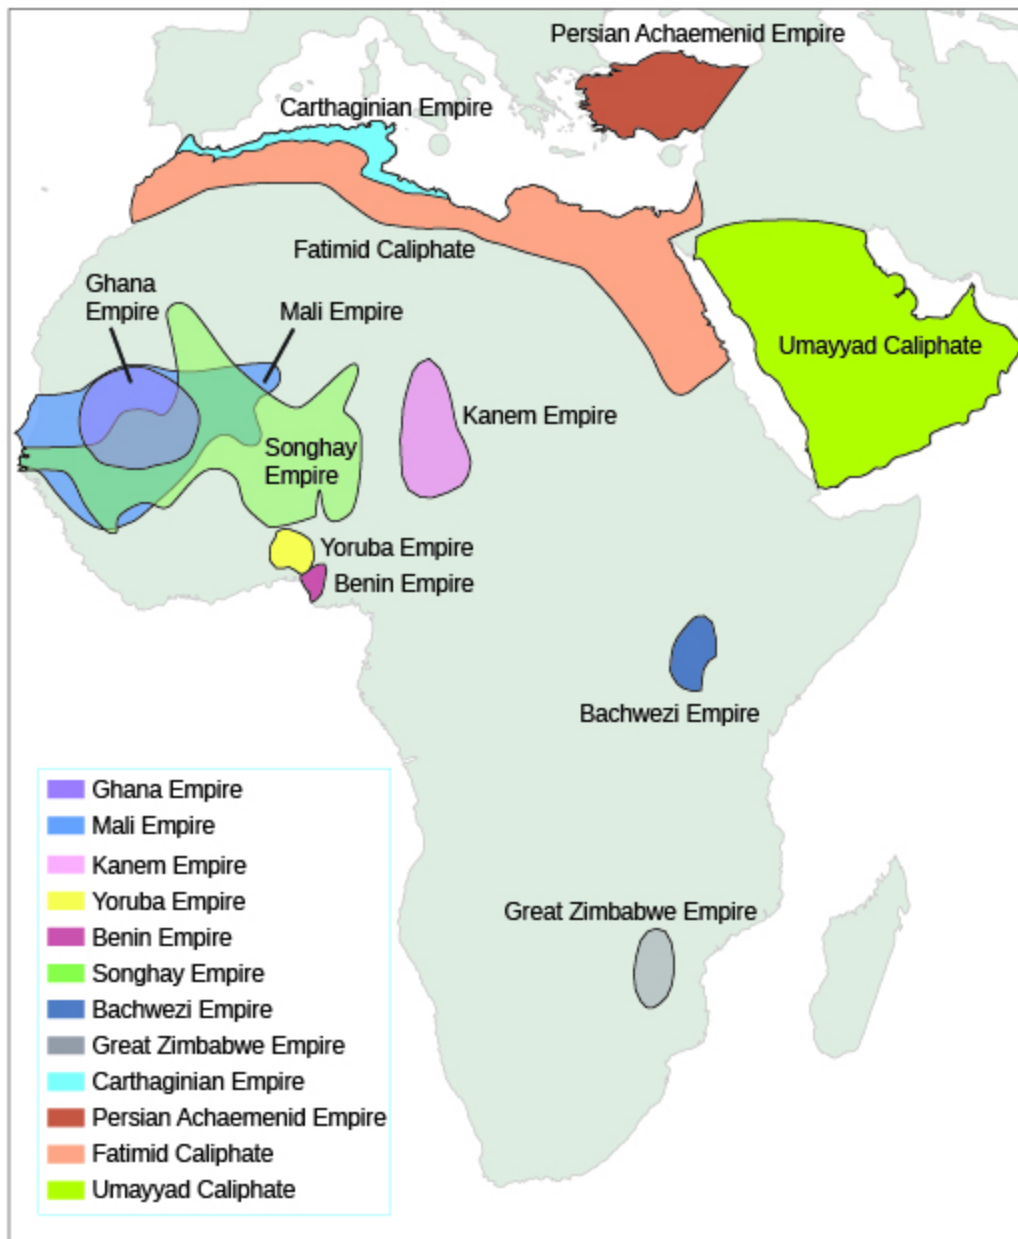 Persian Achaemenid Empire
Carthaginian Empire
Fatimid Caliphate
Ghana
Empire
Mali Empire
Umayyad Caliphate
Kanem Empire
Songhay
Empire
Yoruba Empire
Benin Empire
Bachwezi Empire
Great Zimbabwe Empire
Ghana Empire
Mali Empire
Kanem Empire
Yoruba Empire
Benin Empire
Songhay Empire
Bachwezi Empire
Great Zimbabwe Empire
Carthaginian Empire
Persian Achaemenid Empire
Fatimid Caliphate
Umayyad Caliphate